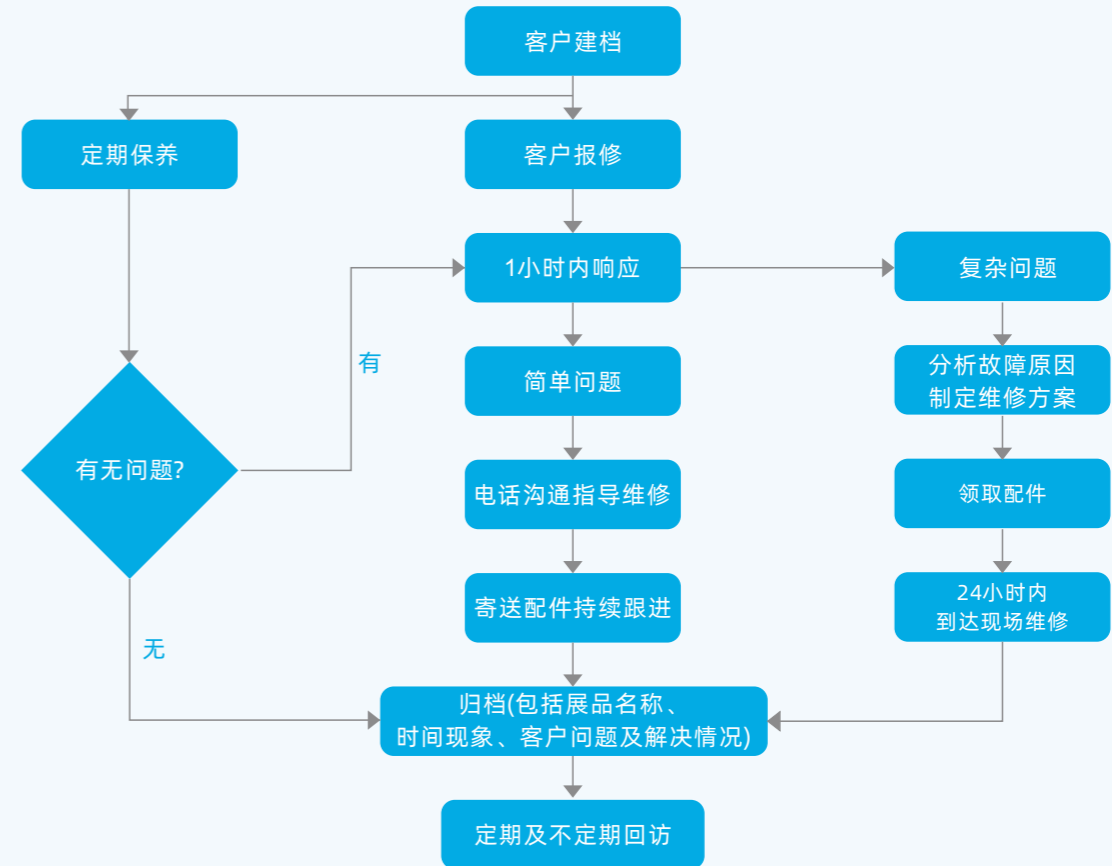 客户建档
定期保养
客户报修
1小时内响应
复杂问题
有
简单问题
分析故障原因
制定维修方案
有无问题?
电话沟通指导维修
领取配件
寄送配件持续跟进
24小时内
到达现场维修
无
归档(包括展品名称、
时间现象、客户问题及解决情况)
定期及不定期回访